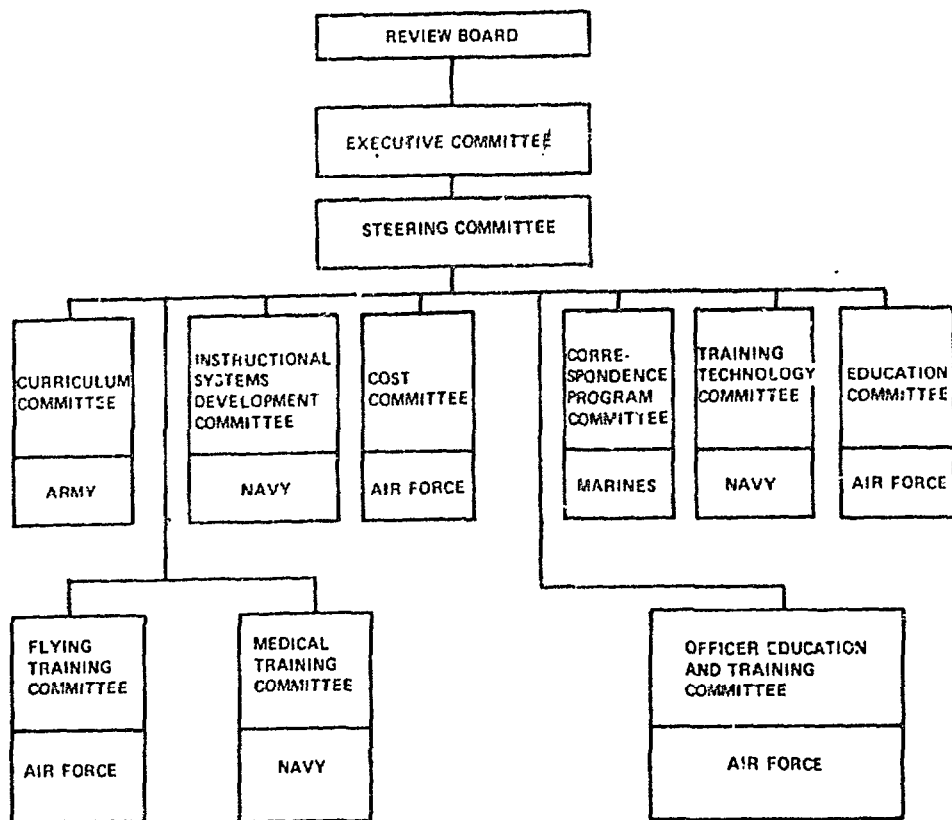 REVIEW BOARD
EXECUTIVE COMMITTEE
STEERING COMMITTEE
CURRICULUM
COMMITTEE
ARMY
INSTRUCTIONAL
SYSTEMS
DEVELOPMENT
COMMITTEE
NAVY
COST
COMMITTEE
AIR FORCE
CORRE-
SPONDENCE
PROGRAM
COMMITTEE
MARINES
TRAINING
TECHNOLOGY
COMMITTEE
NAVY
EDUCATION
COMMITTEE
AIR FORCE
FLYING
TRAINING
COMMITTEE
AIR FORCE
MEDICAL
TRAINING
COMMITTEE
NAVY
OFFICER EDUCATION
AND TRAINING
COMMITTEE
AIR FORCE